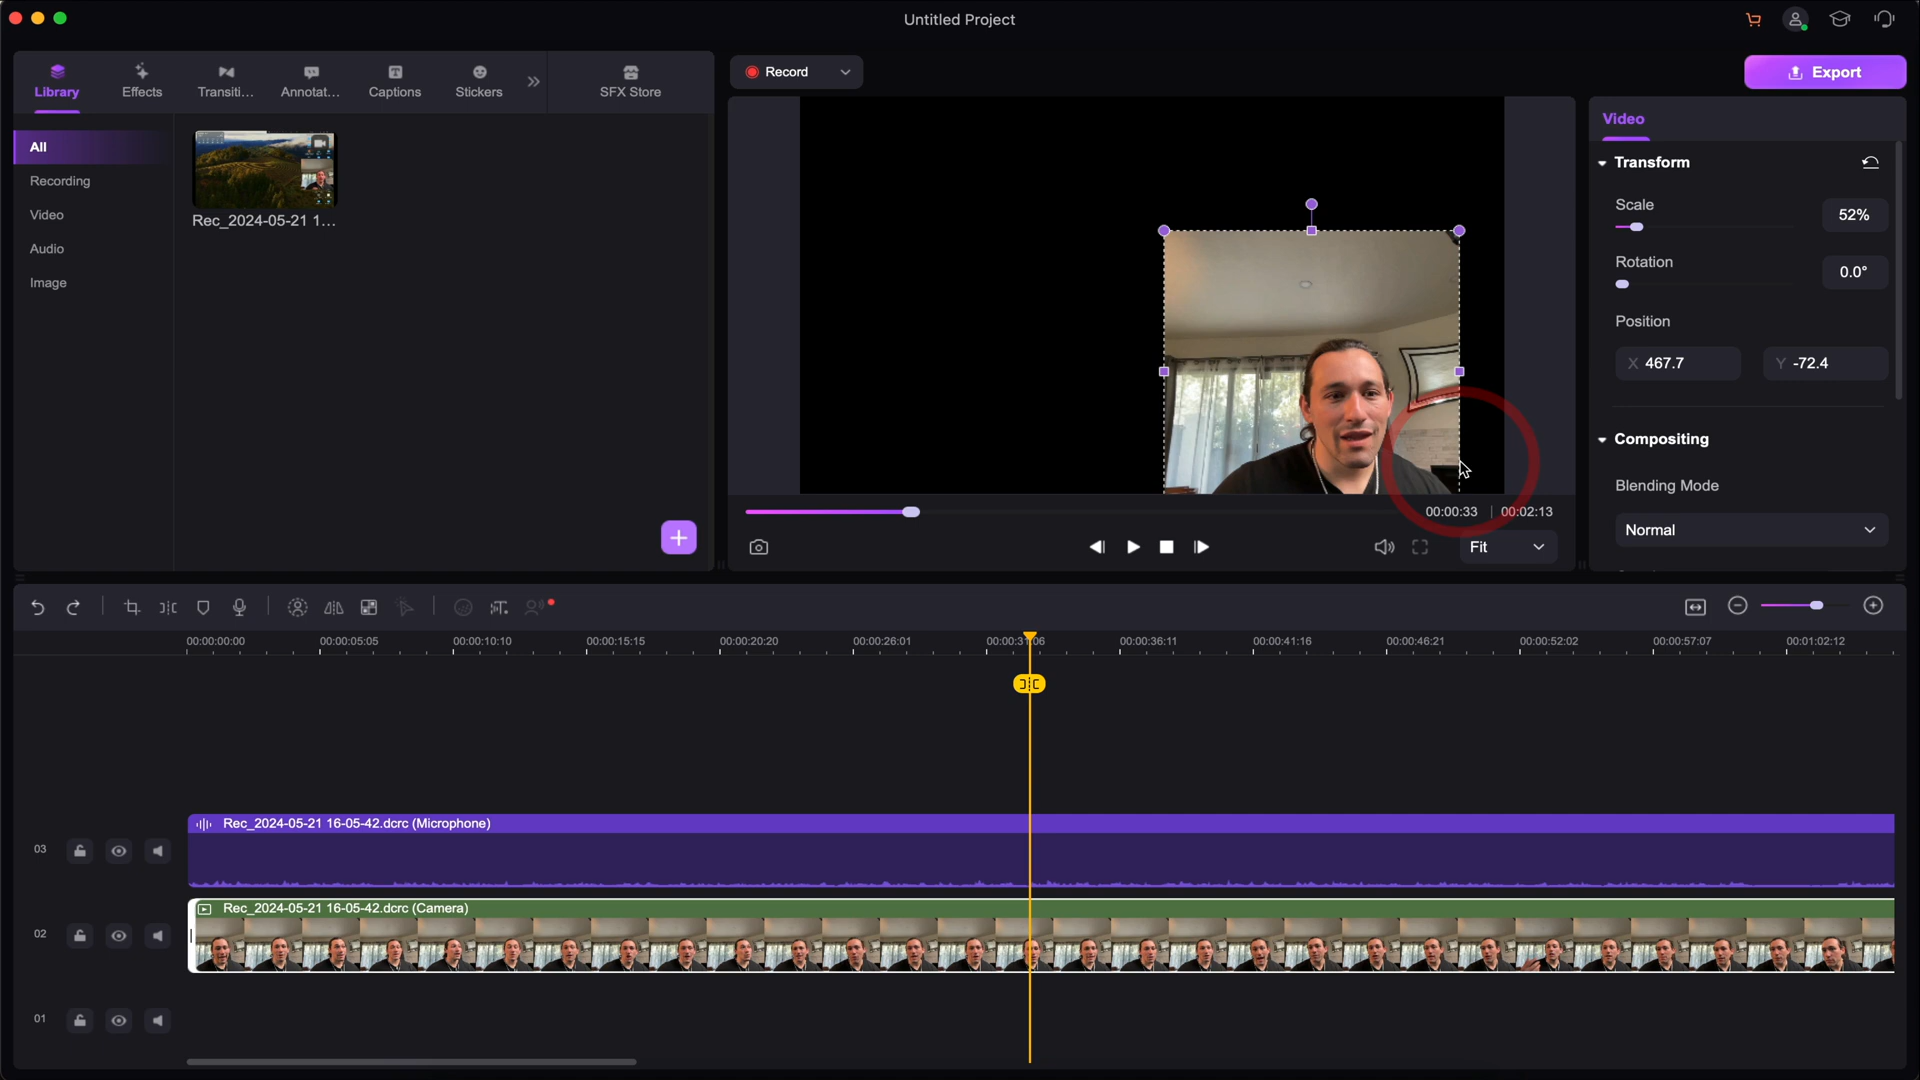 Untitled Project
Library
Effects
Transiti...
Annotat...
Captions
Stickers
SFX Store
Record
Export
All
Recording
Video
Audio
Image
Rec_2024-05-21 1...
Video
Transform
Scale
52%
Rotation
0.0°
Position
X 467.7
Y -72.4
Compositing
Blending Mode
Normal
00:00:33 | 00:02:13
Fit
00:00:00:00
00:00:05:05
00:00:10:10
00:00:15:15
00:00:20:20
00:00:26:01
00:00:31:06
00:00:36:11
00:00:41:16
00:00:46:21
00:00:52:02
00:00:57:07
00:01:02:12
Rec_2024-05-21 16-05-42.dcrc (Microphone)
03
Rec_2024-05-21 16-05-42.dcrc (Camera)
02
01